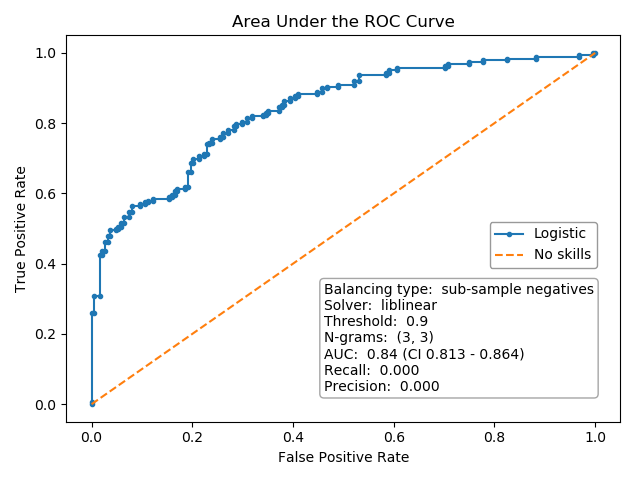 Area Under the ROC Curve
True Positive Rate
1.0
0.8
0.6
0.4
0.2
0.0
Logistic
No skills
Balancing type:  sub-sample negatives
Solver:  liblinear
Threshold:  0.9
N-grams:  (3, 3)
AUC:  0.84 (CI 0.813 - 0.864)
Recall:  0.000
Precision:  0.000
0.0 0.2 0.4 0.6 0.8 1.0
False Positive Rate